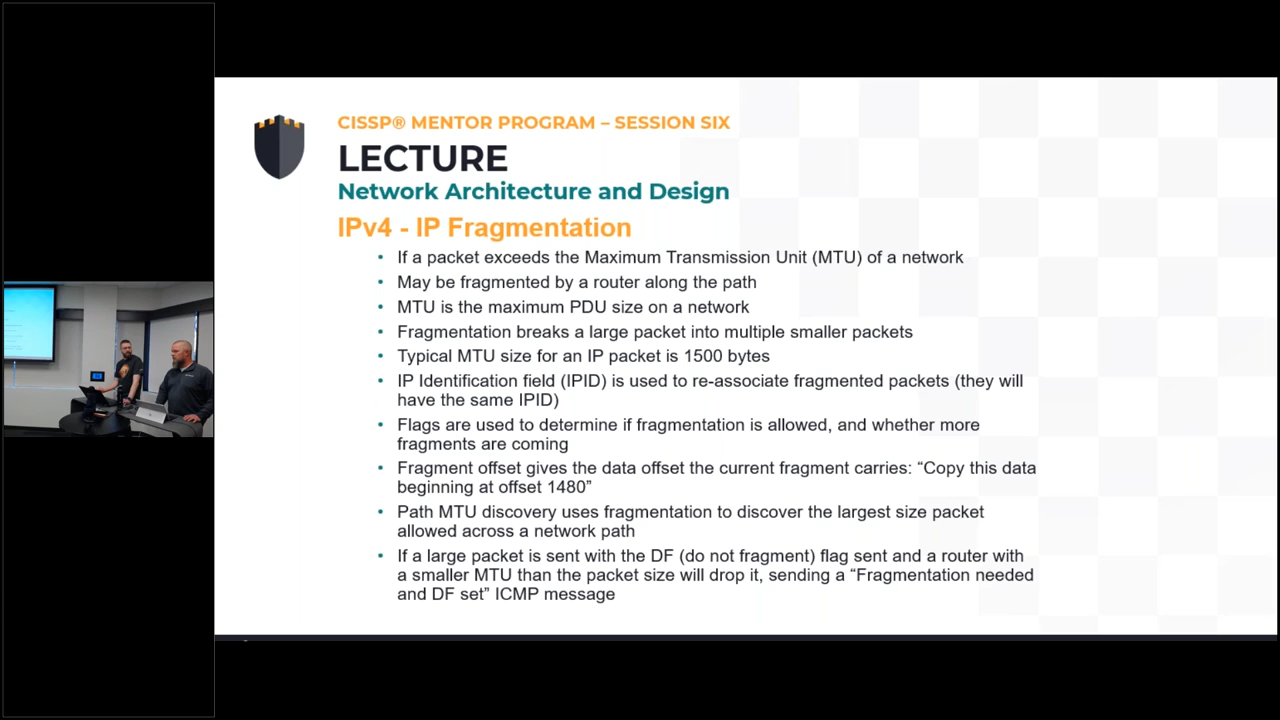 CISSP® MENTOR PROGRAM – SESSION SIX
LECTURE
Network Architecture and Design
IPv4 - IP Fragmentation
• If a packet exceeds the Maximum Transmission Unit (MTU) of a network
• May be fragmented by a router along the path
• MTU is the maximum PDU size on a network
• Fragmentation breaks a large packet into multiple smaller packets
• Typical MTU size for an IP packet is 1500 bytes
• IP Identification field (IPID) is used to re-associate fragmented packets (they will
have the same IPID)
• Flags are used to determine if fragmentation is allowed, and whether more
fragments are coming
• Fragment offset gives the data offset the current fragment carries: “Copy this data
beginning at offset 1480”
• Path MTU discovery uses fragmentation to discover the largest size packet
allowed across a network path
• If a large packet is sent with the DF (do not fragment) flag sent and a router with
a smaller MTU than the packet size will drop it, sending a “Fragmentation needed
and DF set” ICMP message